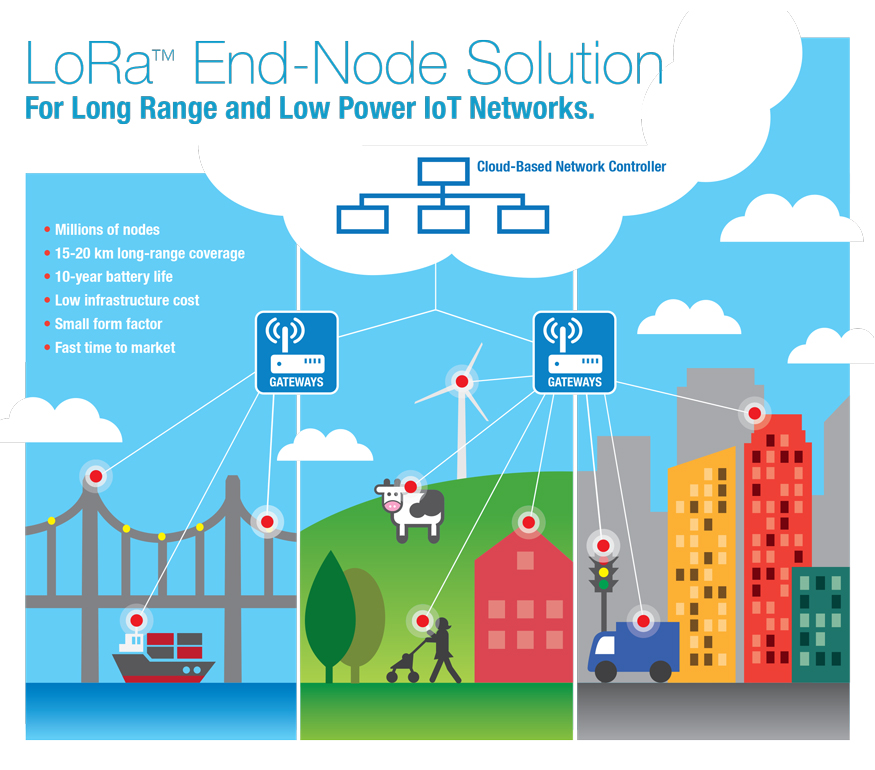 LoRa™ End-Node Solution
For Long Range and Low Power IoT Networks.
Cloud-Based Network Controller
• Millions of nodes
• 15-20 km long-range coverage
• 10-year battery life
• Low infrastructure cost
• Small form factor
• Fast time to market
GATEWAYS
GATEWAYS